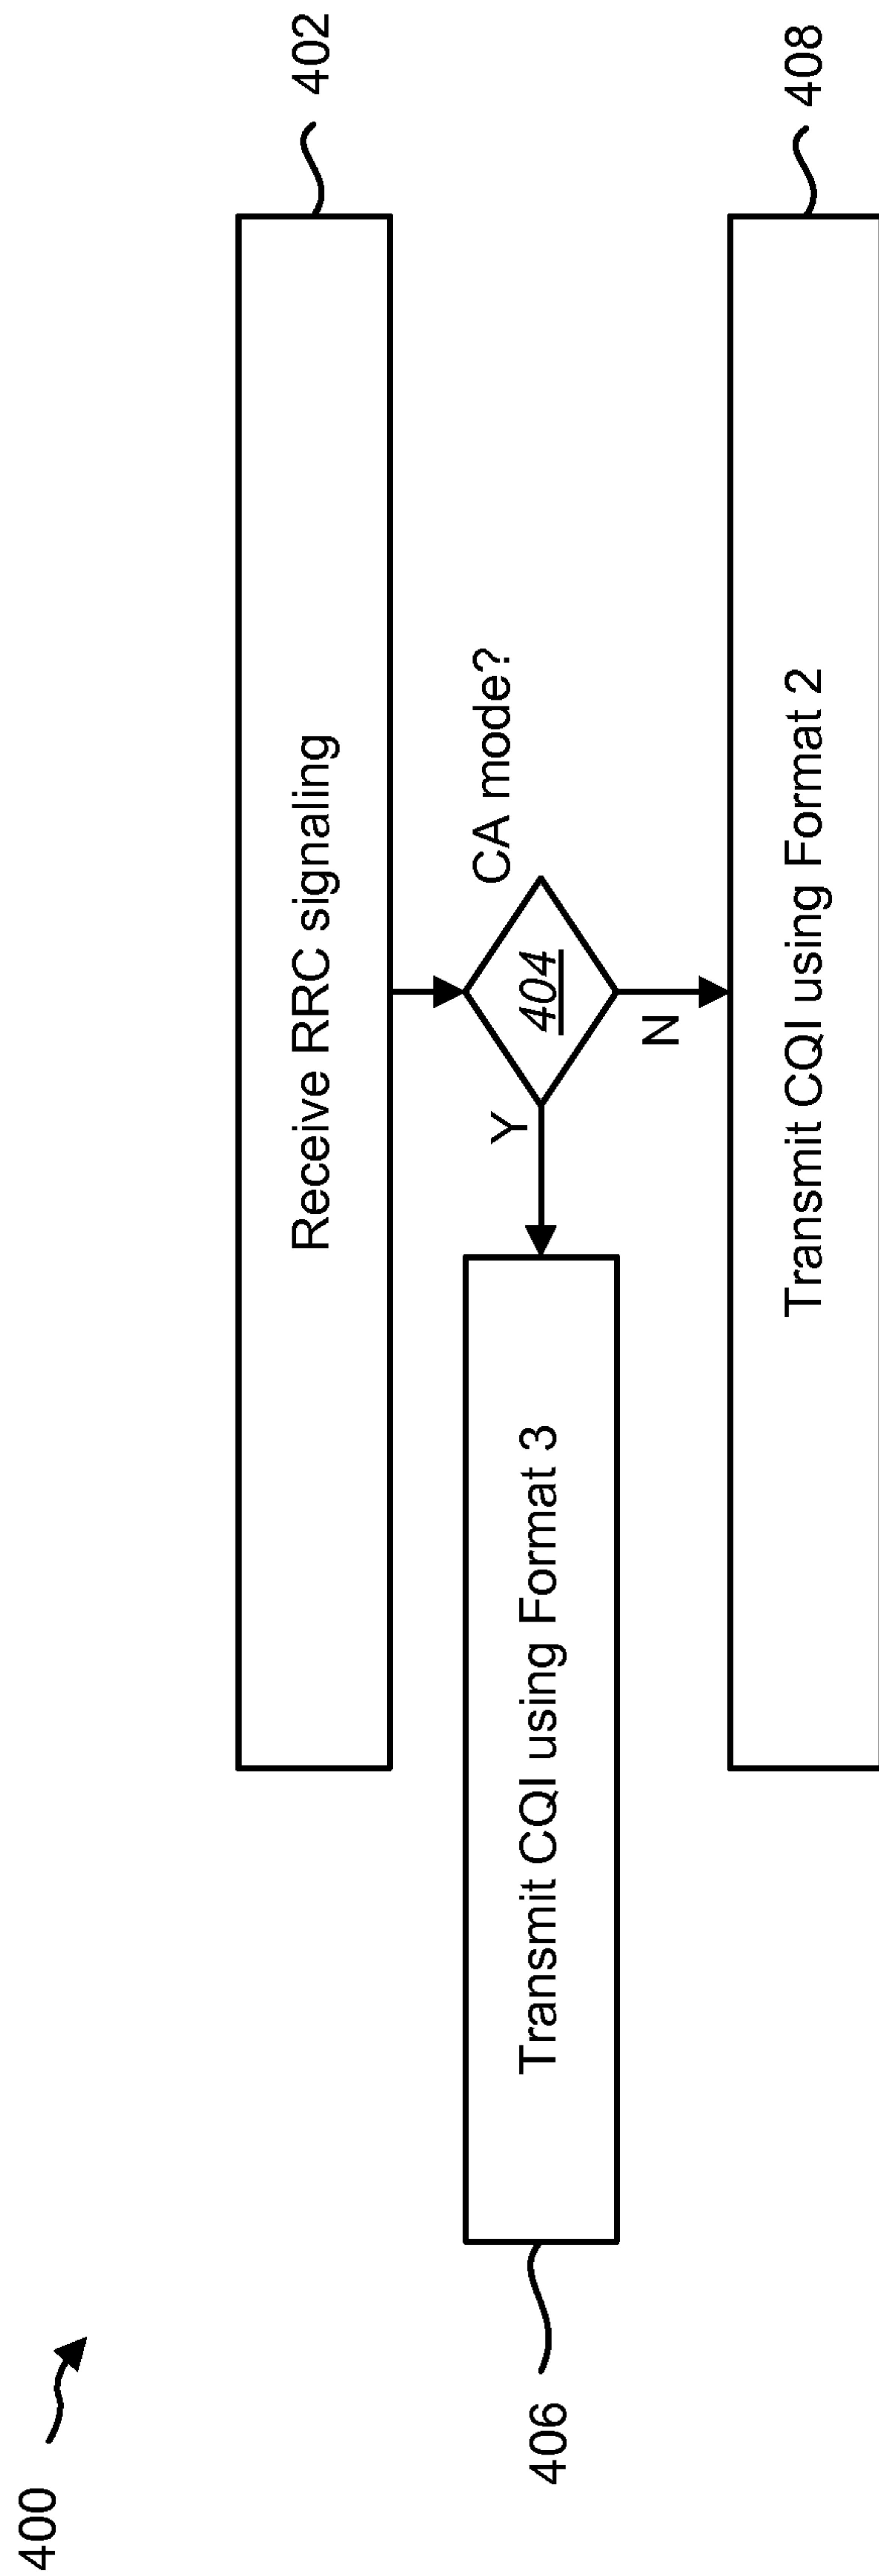 400
402
Receive RRC signaling
CA mode?
404
Y
N
406
Transmit CQI using Format 3
408
Transmit CQI using Format 2